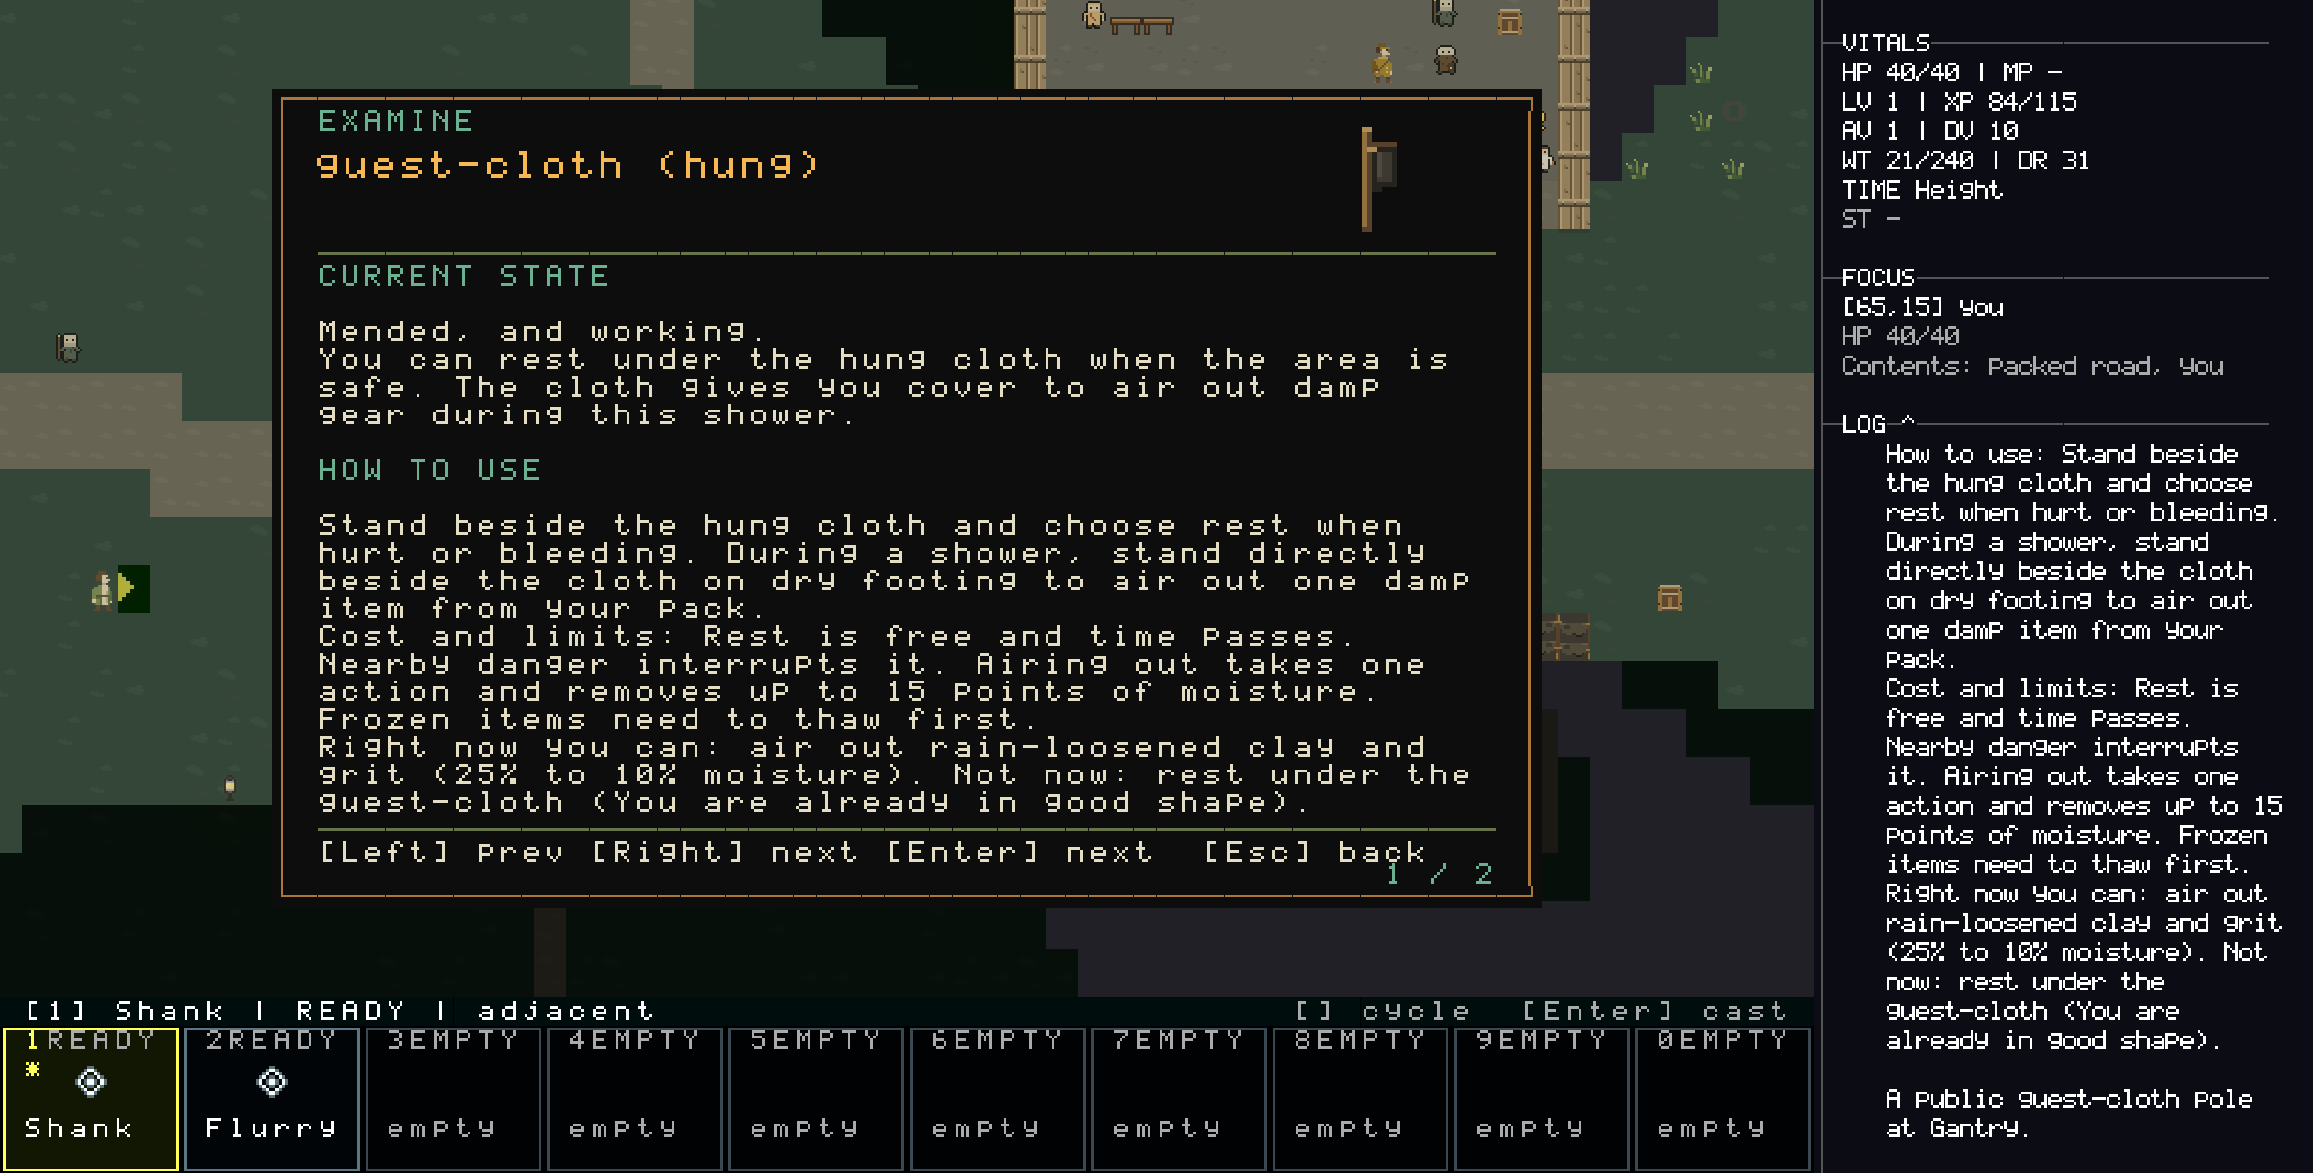 EXAMINE
guest-cloth (hung)
CURRENT STATE
Mended, and working.
You can rest under the hung cloth when the area is
safe. The cloth gives you cover to air out damp
gear during this shower.
HOW TO USE
Stand beside the hung cloth and choose rest when
hurt or bleeding. During a shower, stand directly
beside the cloth on dry footing to air out one damp
item from your pack.
Cost and limits: Rest is free and time passes.
Nearby danger interrupts it. Airing out takes one
action and removes up to 15 points of moisture.
Frozen items need to thaw first.
Right now you can: air out rain-loosened clay and
grit (25% to 10% moisture). Not now: rest under the
guest-cloth (You are already in good shape).
[Left] prev [Right] next [Enter] next [Esc] back
1 / 2
[1] Shank | READY | adjacent
[] cycle [Enter] cast
1READY 2READY 3EMPTY 4EMPTY 5EMPTY 6EMPTY 7EMPTY 8EMPTY 9EMPTY 0EMPTY
Shank Flurry empty empty empty empty empty empty empty empty
VITALS
HP 40/40 | MP -
LV 1 | XP 84/115
AV 1 | DV 10
WT 21/240 | DR 31
TIME Height
ST -
FOCUS
[65,15] You
HP 40/40
Contents: Packed road, You
LOG ^
How to use: Stand beside
the hung cloth and choose
rest when hurt or bleeding.
During a shower, stand
directly beside the cloth
on dry footing to air out
one damp item from your
pack.
Cost and limits: Rest is
free and time passes.
Nearby danger interrupts
it. Airing out takes one
action and removes up to 15
points of moisture. Frozen
items need to thaw first.
Right now you can: air out
rain-loosened clay and grit
(25% to 10% moisture). Not
now: rest under the
guest-cloth (You are
already in good shape).
A public guest-cloth pole
at Gantry.